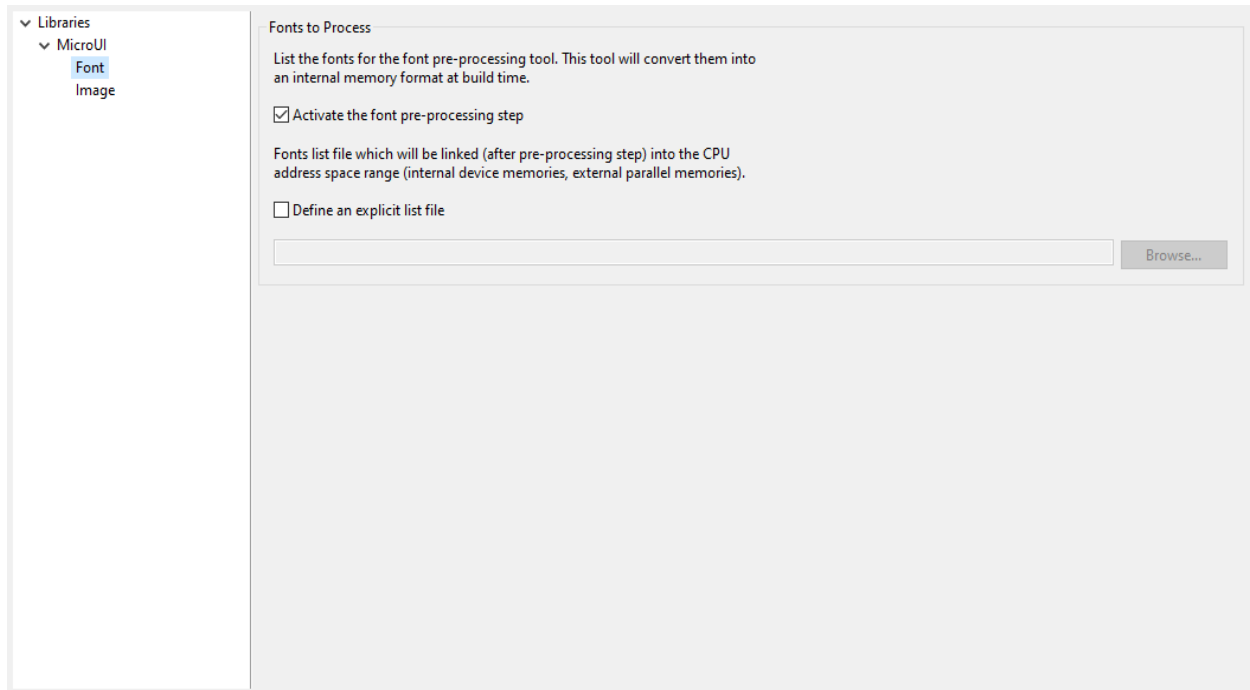 Libraries
MicroUI
Font
Image
Fonts to Process
List the fonts for the font pre-processing tool. This tool will convert them into
an internal memory format at build time.
Activate the font pre-processing step
Fonts list file which will be linked (after pre-processing step) into the CPU
address space range (internal device memories, external parallel memories).
Define an explicit list file
Browse...